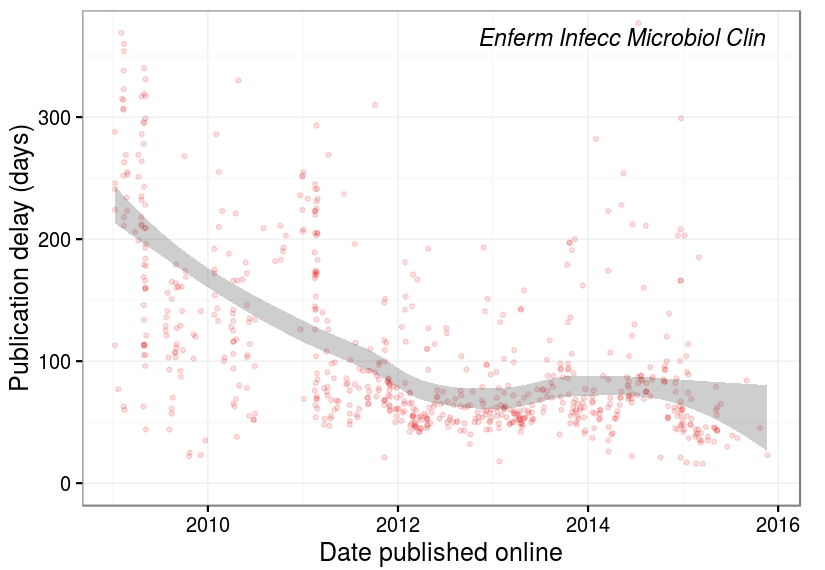 Enferm Infecc Microbiol Clin
Publication delay (days)
300
200
100
0
2010
2012
2014
2016
Date published online